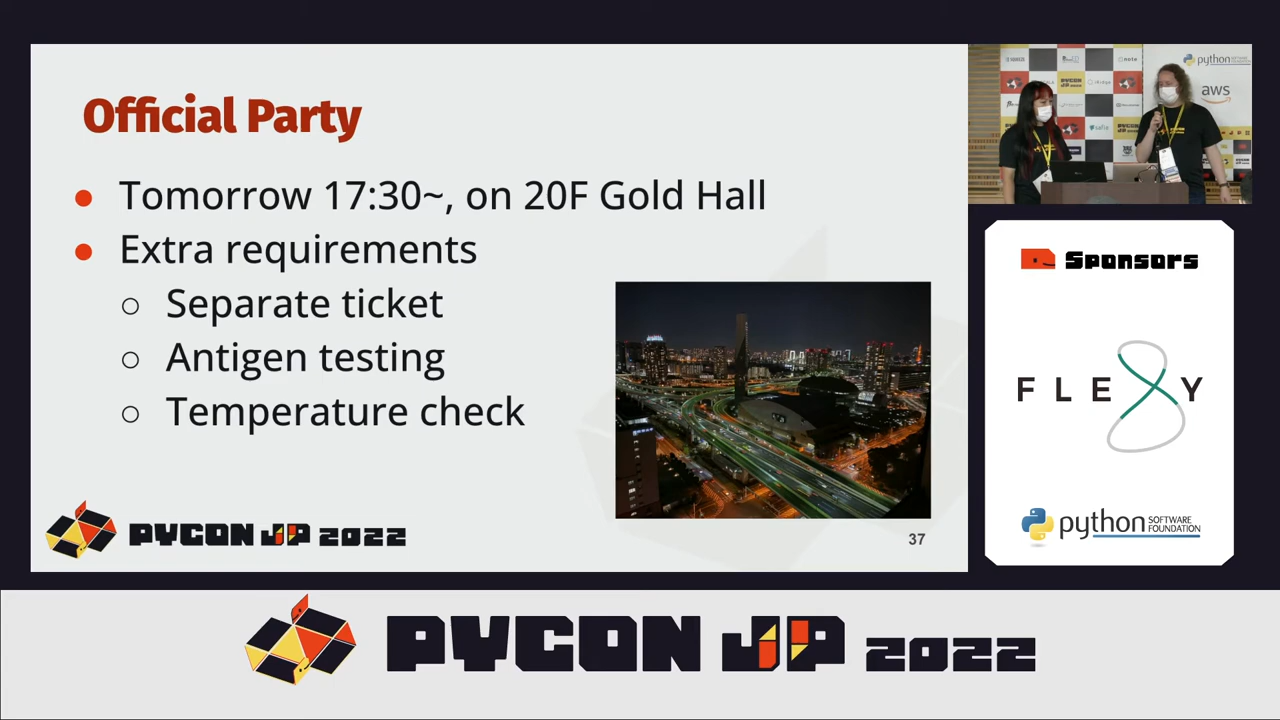 Official Party
● Tomorrow 17:30~, on 20F Gold Hall
● Extra requirements
○ Separate ticket
○ Antigen testing
○ Temperature check
PYCON JP 2022
37
python
aws
note
Sponsors
FLEXY
python SOFTWARE FOUNDATION
PYCON JP 2022